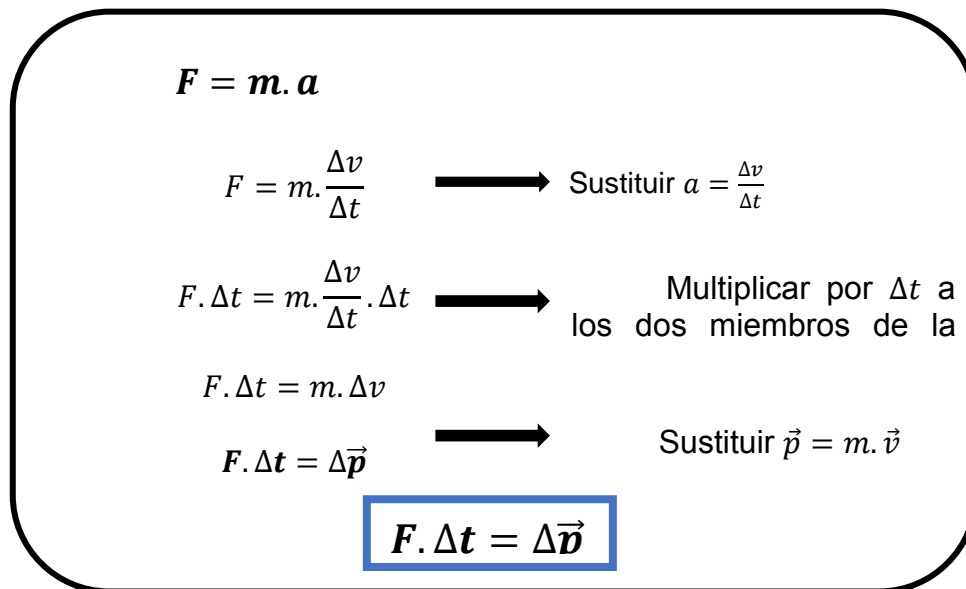 F = m. a
F = m. Δv/Δt Sustituir a = Δv/Δt
F. Δt = m. Δv/Δt . Δt Multiplicar por Δt a
los dos miembros de la
F. Δt = m. Δv
Sustituir p⃗ = m. v⃗
F. Δt = Δp⃗
F. Δt = Δp⃗